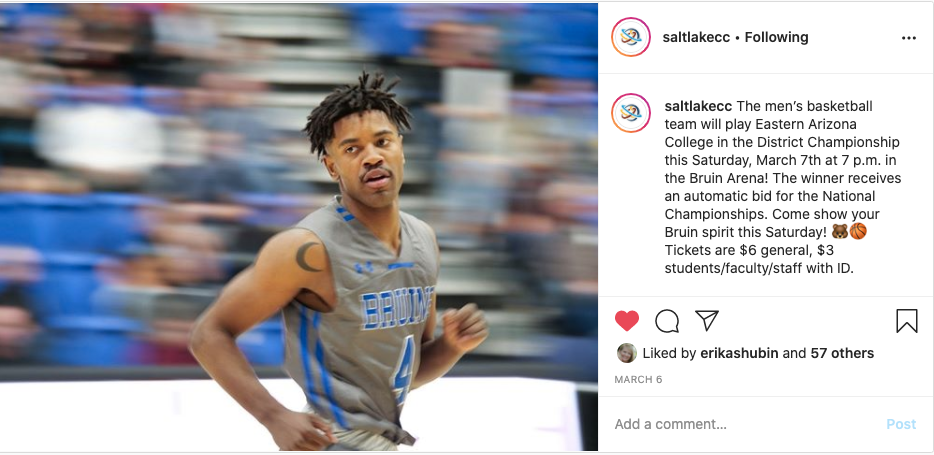 saltlakecc • Following
saltlakecc The men’s basketball
team will play Eastern Arizona
College in the District Championship
this Saturday, March 7th at 7 p.m. in
the Bruin Arena! The winner receives
an automatic bid for the National
Championships. Come show your
Bruin spirit this Saturday! 🐻🏀
Tickets are $6 general, $3
students/faculty/staff with ID.
Liked by erikashubin and 57 others
MARCH 6
Add a comment... Post
BRUIN
4